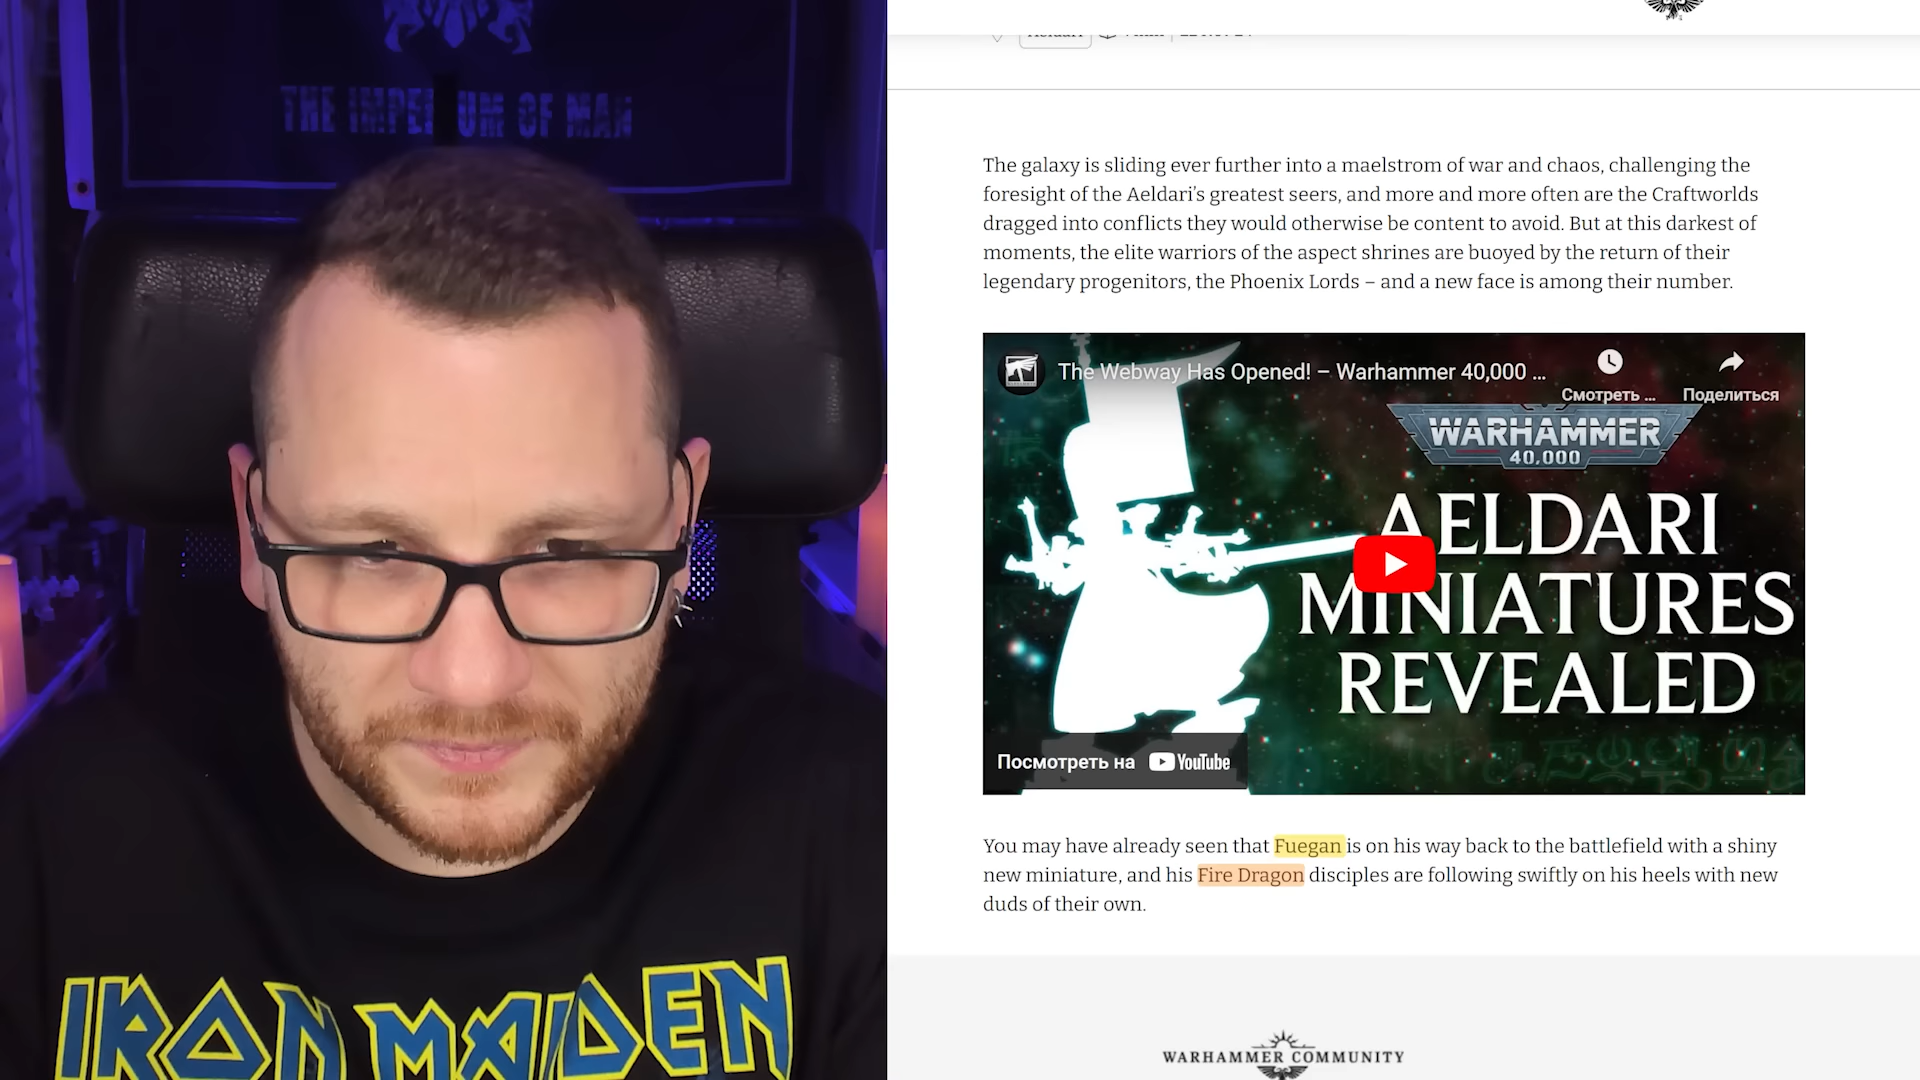 THE IMPERIUM OF MAN
IRON MAIDEN
Aeldari
The galaxy is sliding ever further into a maelstrom of war and chaos, challenging the
foresight of the Aeldari’s greatest seers, and more and more often are the Craftworlds
dragged into conflicts they would otherwise be content to avoid. But at this darkest of
moments, the elite warriors of the aspect shrines are buoyed by the return of their
legendary progenitors, the Phoenix Lords – and a new face is among their number.
The Webway Has Opened! – Warhammer 40,000 ...
Смотреть ...
Поделиться
WARHAMMER
40,000
AELDARI
MINIATURES
REVEALED
Посмотреть на YouTube
You may have already seen that Fuegan is on his way back to the battlefield with a shiny
new miniature, and his Fire Dragon disciples are following swiftly on his heels with new
duds of their own.
WARHAMMER COMMUNITY